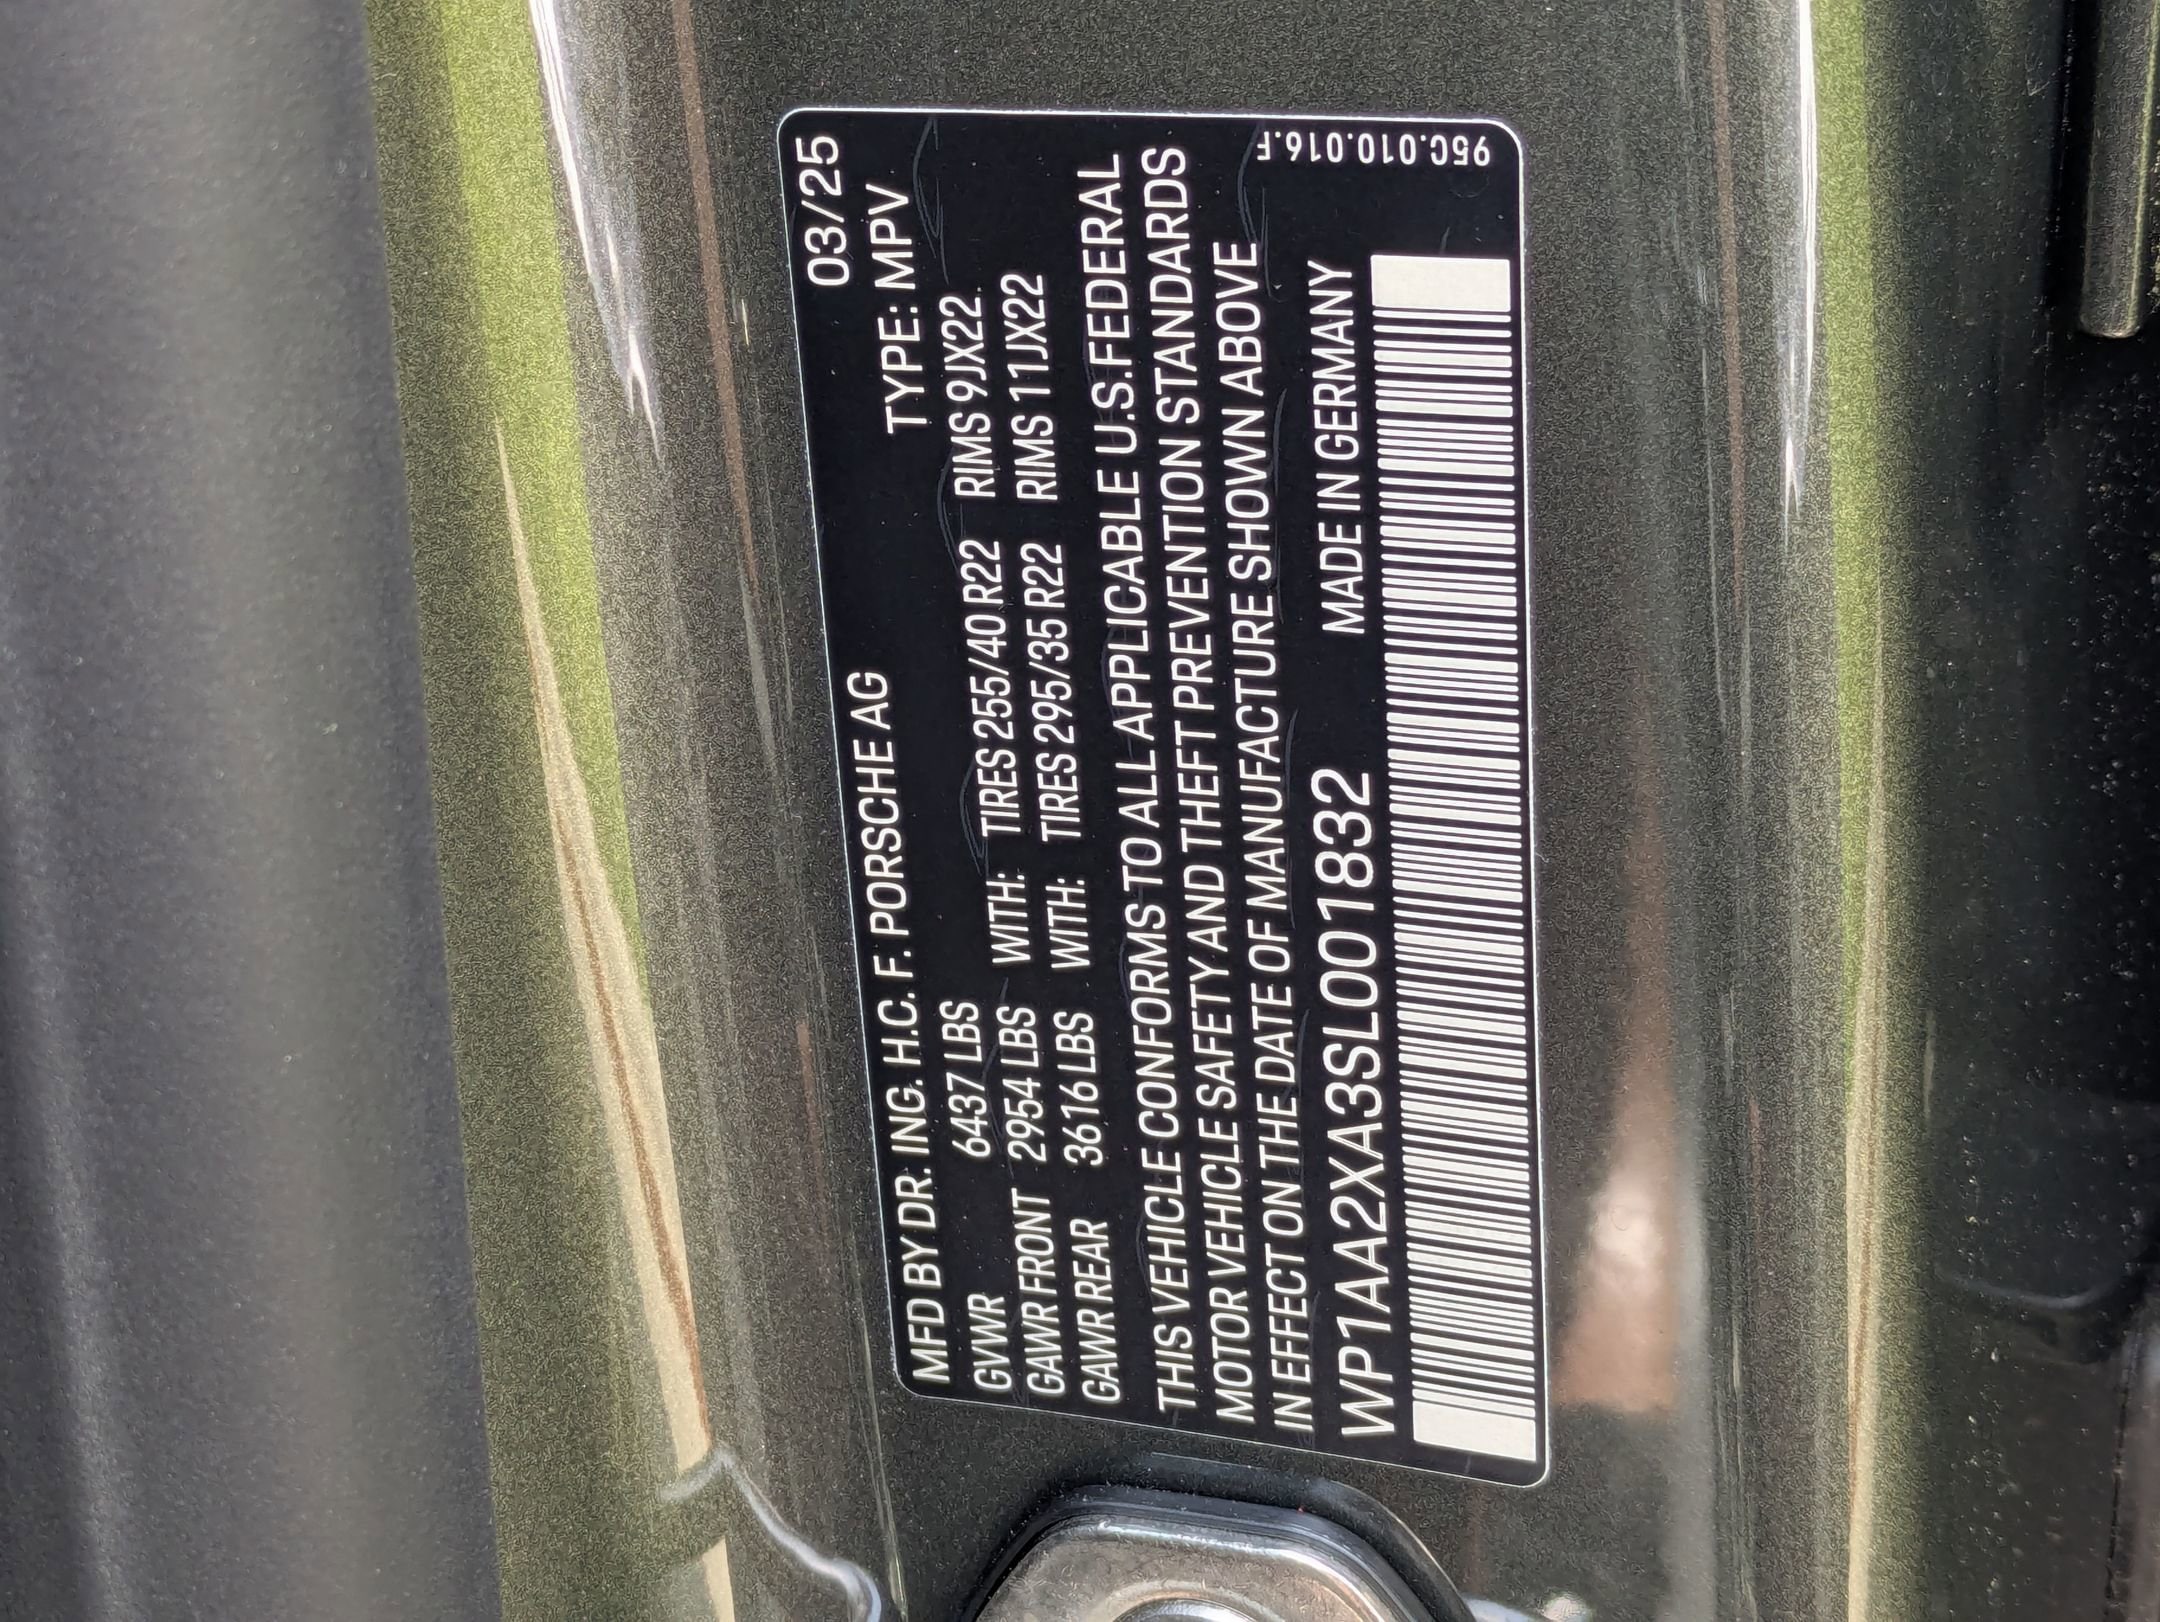 03/25
MFD BY DR. ING. H.C. F. PORSCHE AG TYPE: MPV
GVWR 6437 LBS WITH: TIRES 255/40 R22 RIMS 9JX22
GAWR FRONT 2954 LBS WITH: TIRES 295/35 R22 RIMS 11JX22
GAWR REAR 3616 LBS
THIS VEHICLE CONFORMS TO ALL APPLICABLE U.S.FEDERAL
MOTOR VEHICLE SAFETY AND THEFT PREVENTION STANDARDS
IN EFFECT ON THE DATE OF MANUFACTURE SHOWN ABOVE
WP1AA2XA3SL001832 MADE IN GERMANY
95C.010.016.F